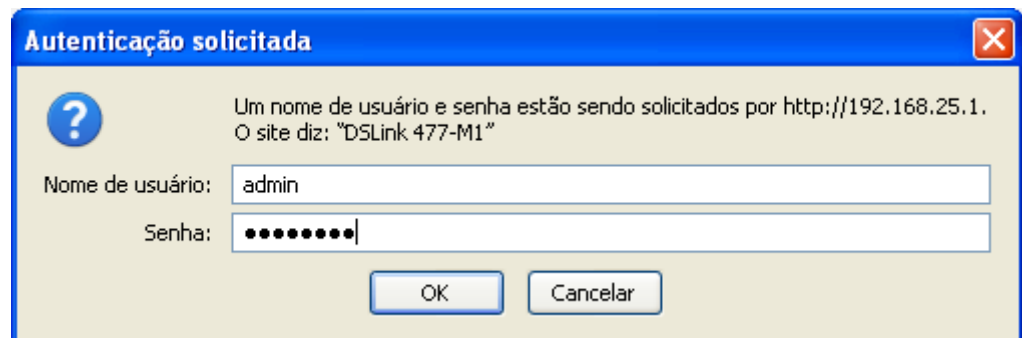 Autenticação solicitada
Um nome de usuário e senha estão sendo solicitados por http://192.168.25.1.
O site diz: "DSLink 477-M1"
Nome de usuário: admin
Senha: ●●●●●●●●
OK Cancelar